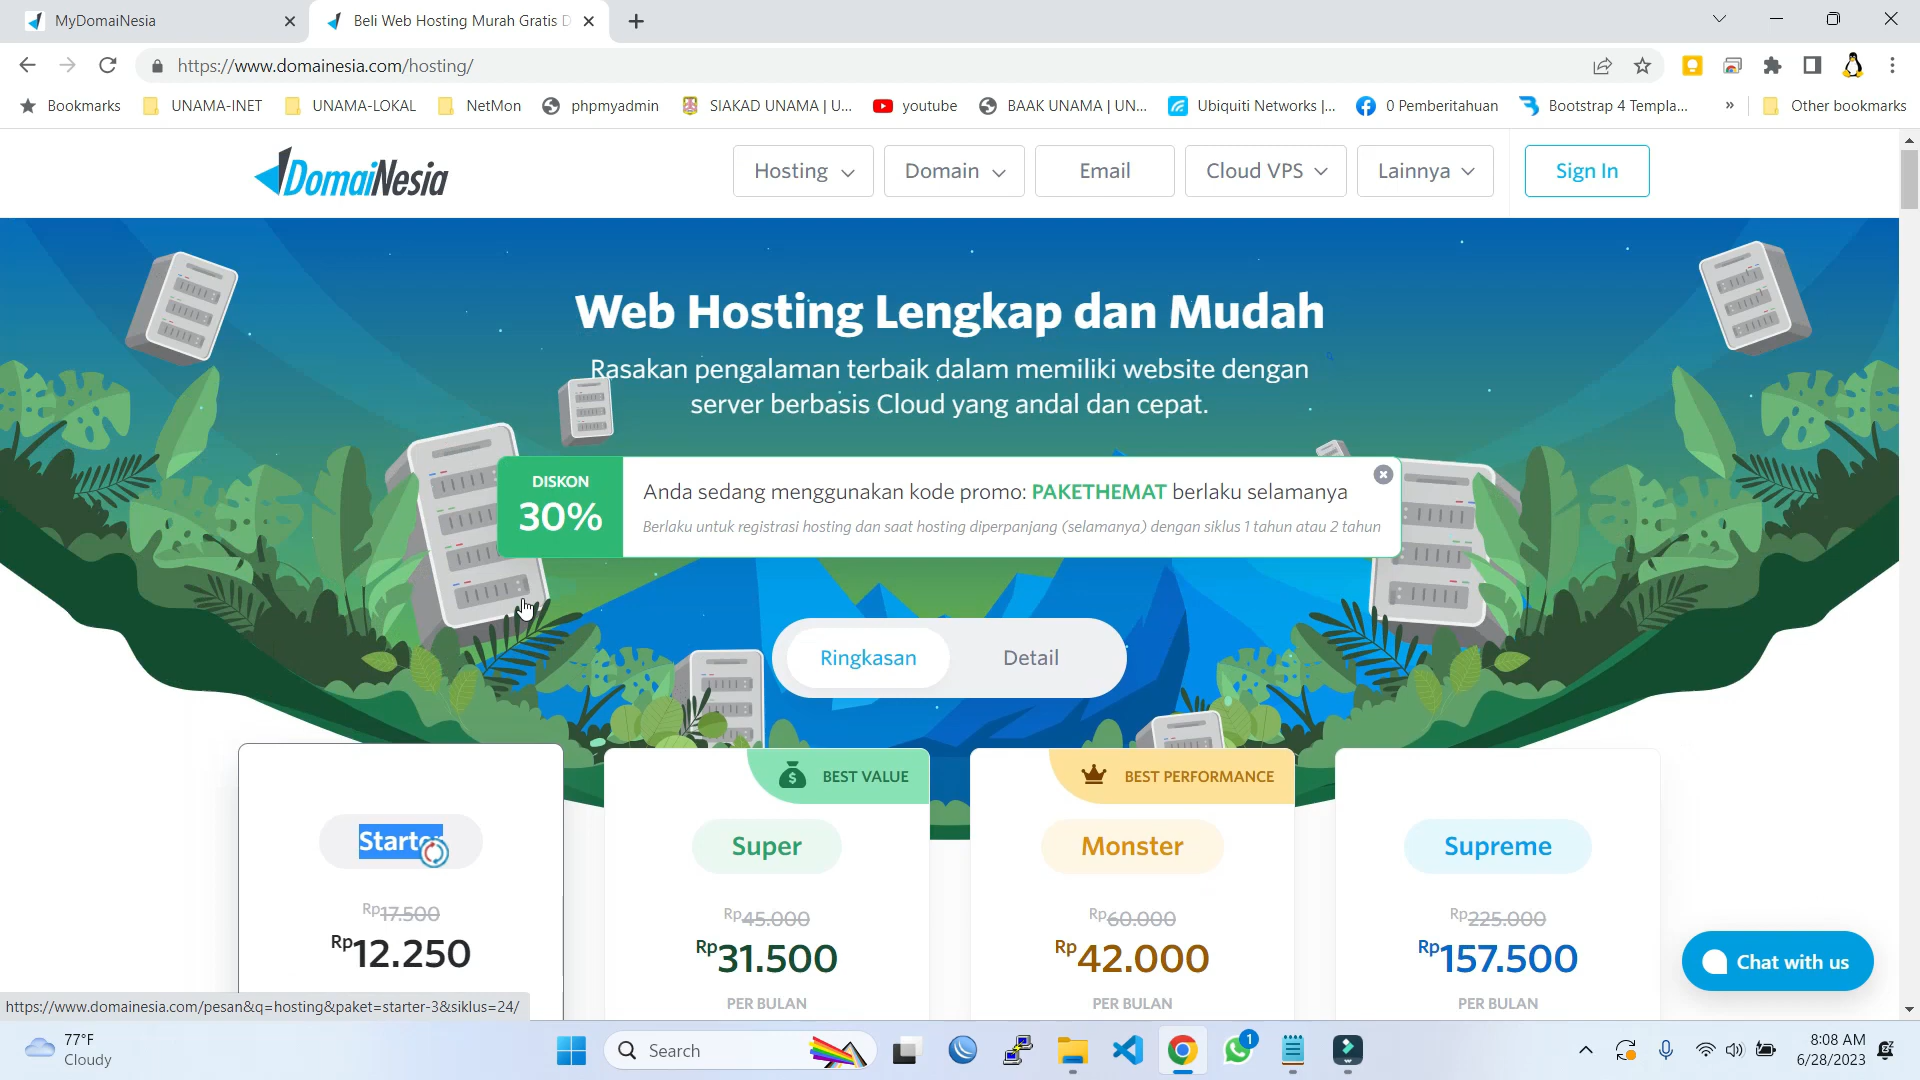 MyDomaiNesia
Beli Web Hosting Murah Gratis D
https://www.domainesia.com/hosting/
Bookmarks
UNAMA-INET
UNAMA-LOKAL
NetMon
phpmyadmin
SIAKAD UNAMA | U...
youtube
BAAK UNAMA | UN...
Ubiquiti Networks |...
0 Pemberitahuan
Bootstrap 4 Templa...
»
Other bookmarks
DomaiNesia
Hosting
Domain
Email
Cloud VPS
Lainnya
Sign In
Web Hosting Lengkap dan Mudah
Rasakan pengalaman terbaik dalam memiliki website dengan
server berbasis Cloud yang andal dan cepat.
DISKON
30%
Anda sedang menggunakan kode promo: PAKETHEMAT berlaku selamanya
Berlaku untuk registrasi hosting dan saat hosting diperpanjang (selamanya) dengan siklus 1 tahun atau 2 tahun
Ringkasan
Detail
Starter
Rp17.500
Rp12.250
BEST VALUE
Super
Rp45.000
Rp31.500
PER BULAN
BEST PERFORMANCE
Monster
Rp60.000
Rp42.000
PER BULAN
Supreme
Rp225.000
Rp157.500
PER BULAN
Chat with us
https://www.domainesia.com/pesan&q=hosting&paket=starter-3&siklus=24/
77°F
Cloudy
Search
1
8:08 AM
6/28/2023